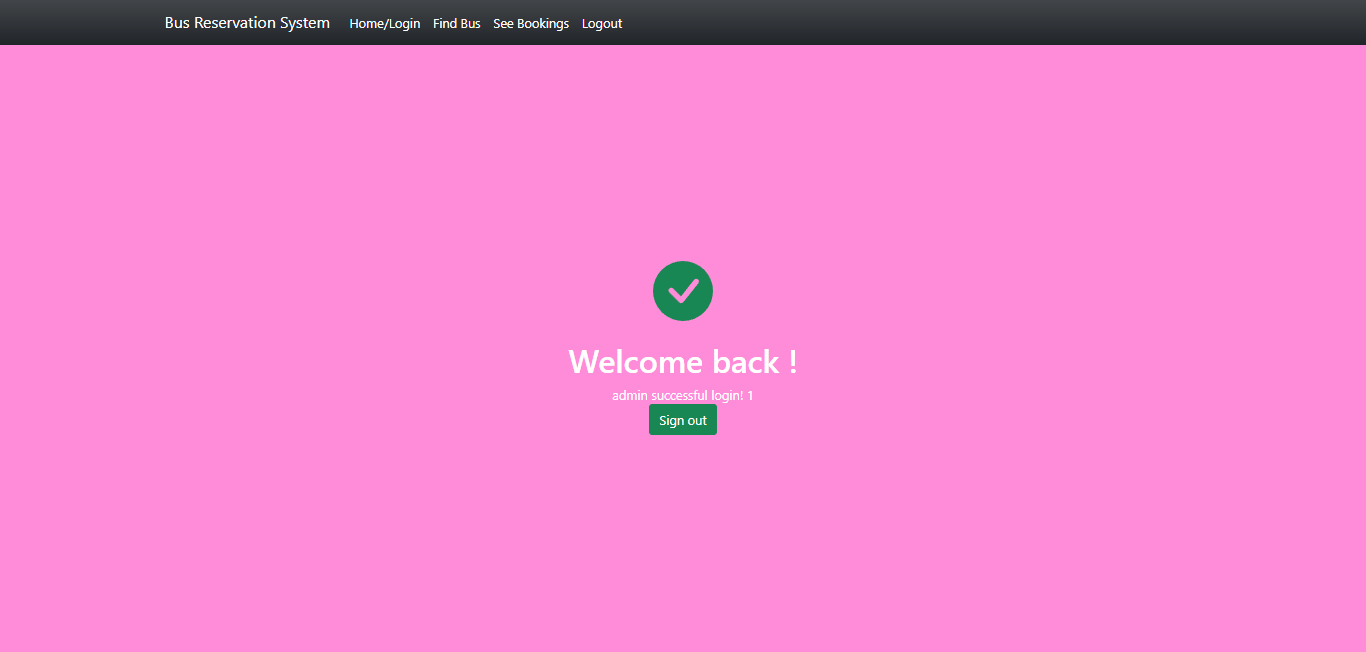 Bus Reservation System Home/Login Find Bus See Bookings Logout
Welcome back !
admin successful login! 1
Sign out